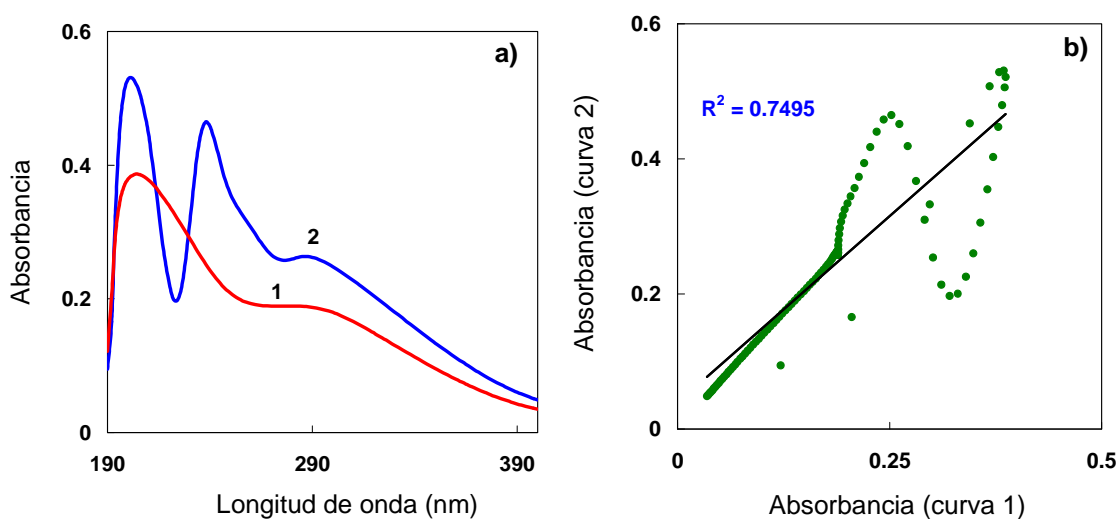 a)
0.6
0.4
0.2
0
Absorbancia
2
1
190
290
390
Longitud de onda (nm)
b)
0.6
0.4
0.2
0
Absorbancia (curva 2)
R² = 0.7495
0
0.25
0.5
Absorbancia (curva 1)